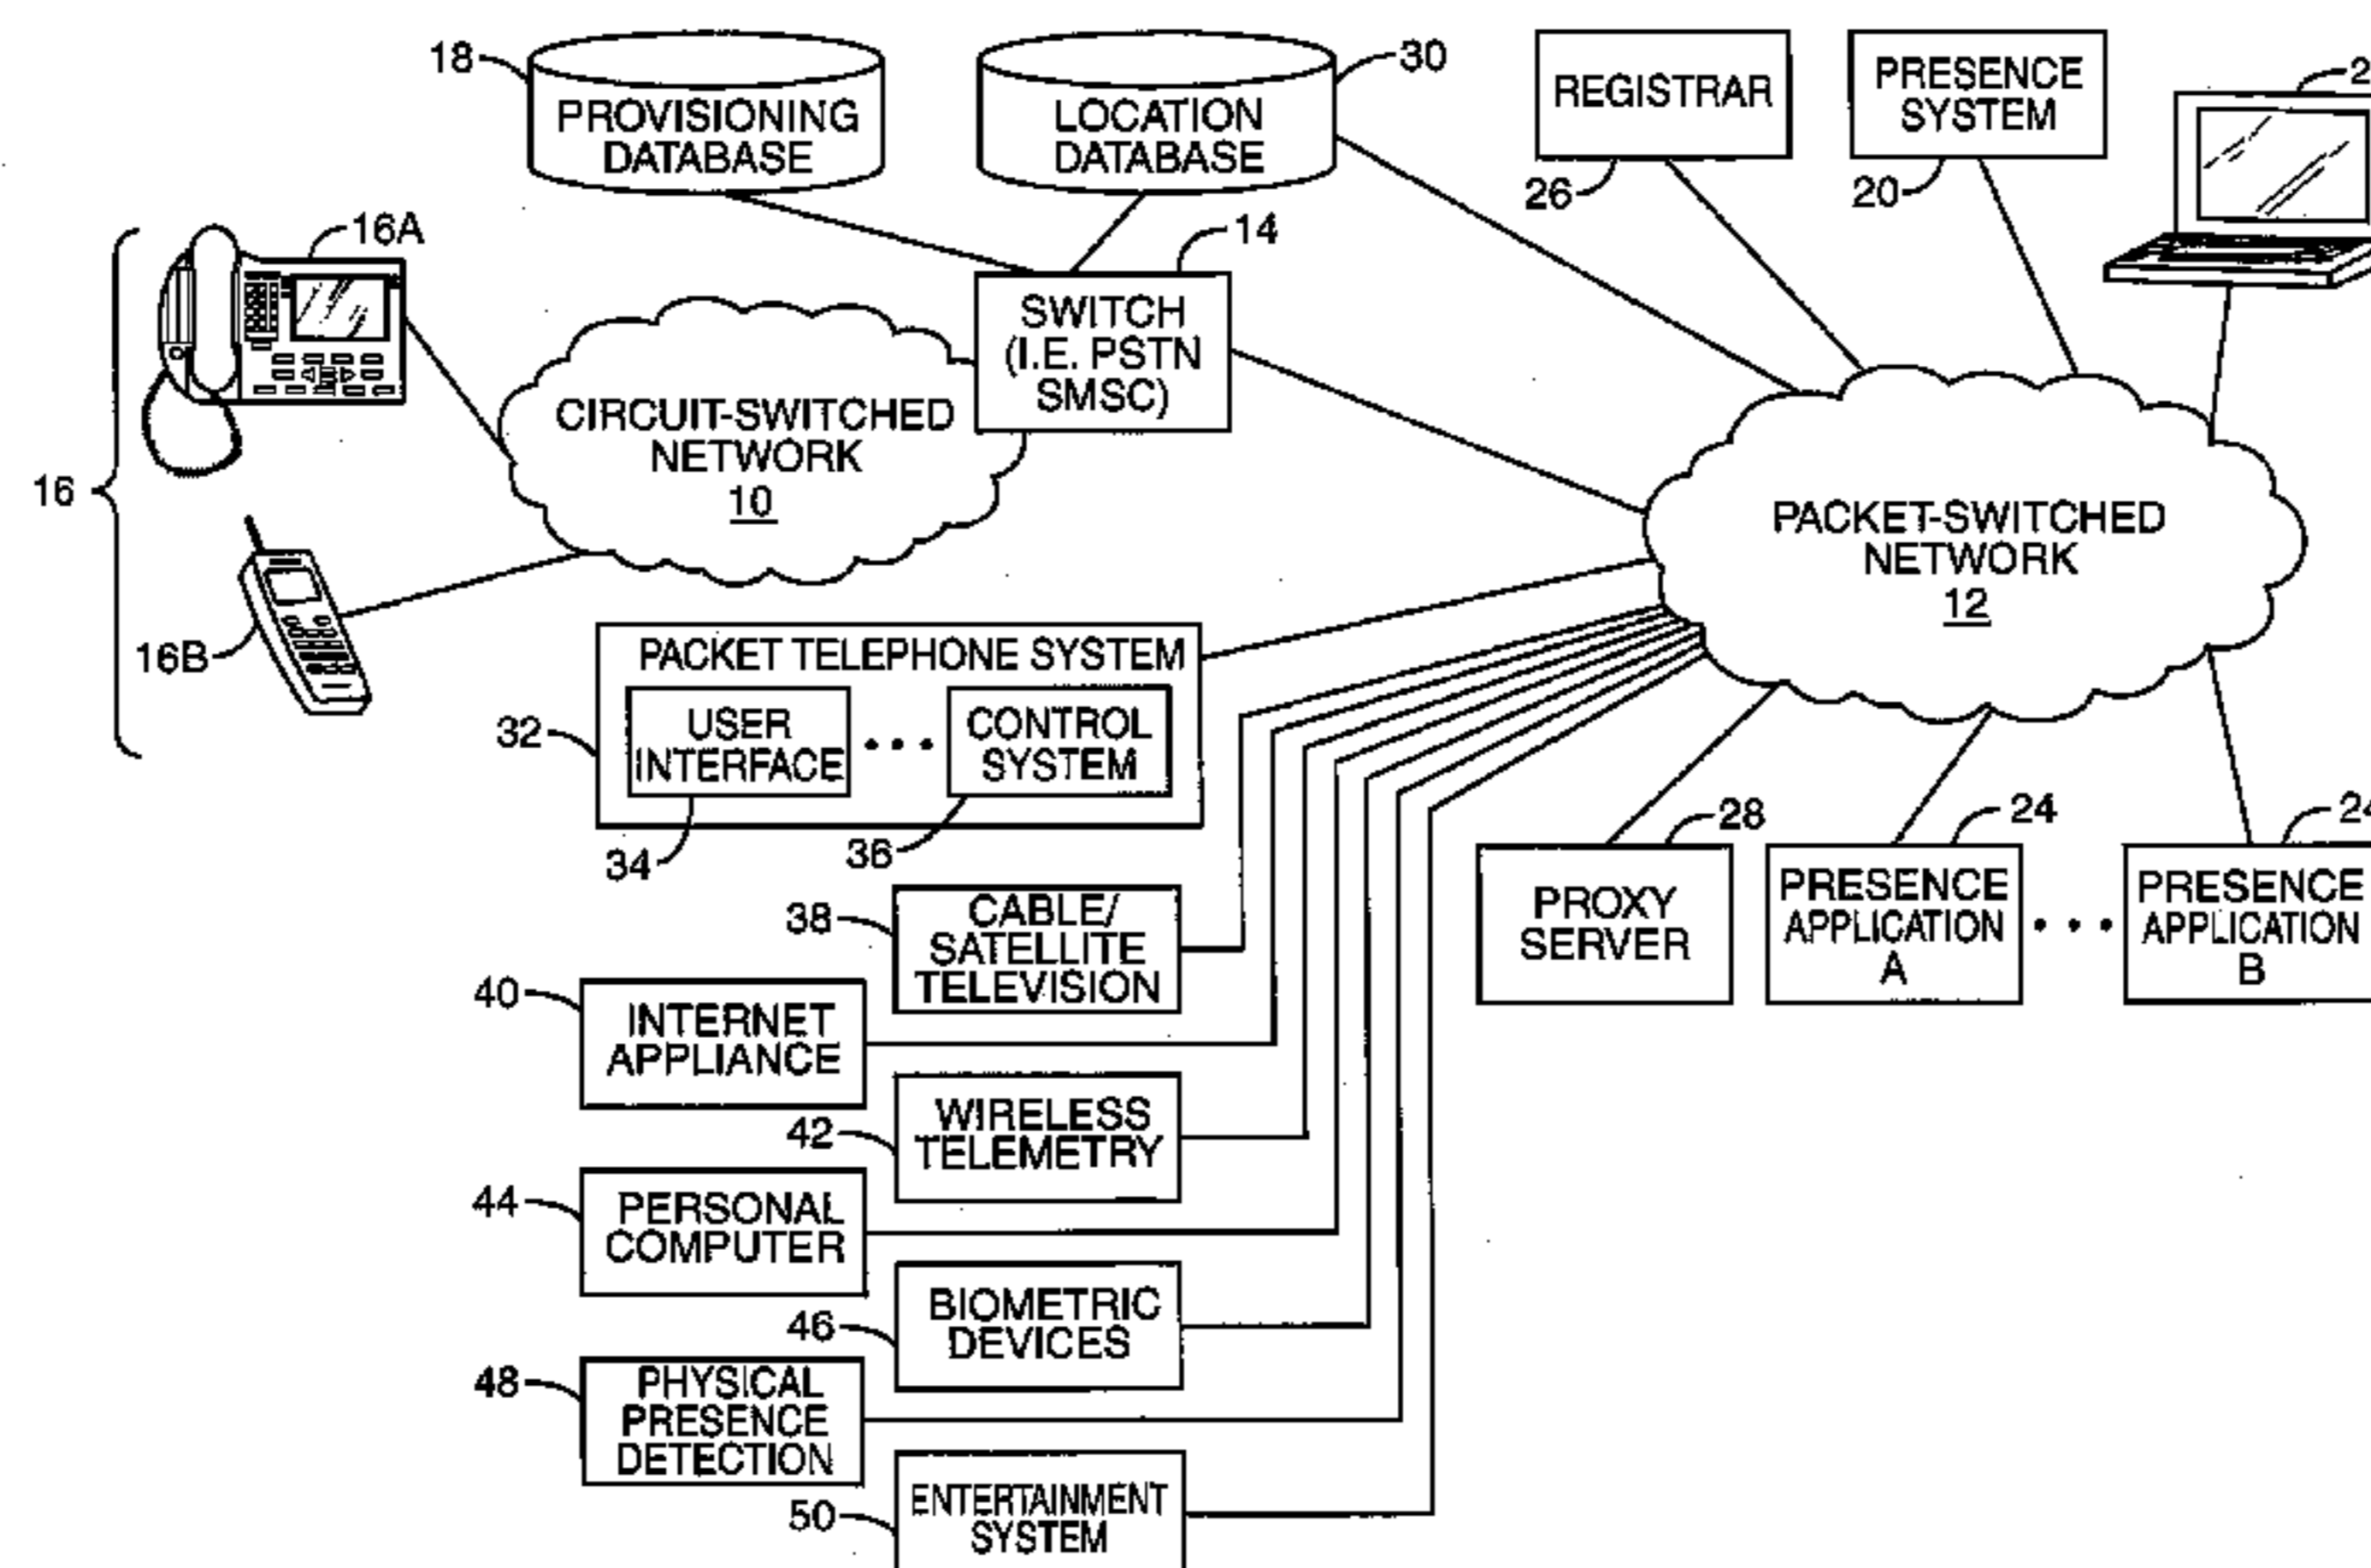 18
PROVISIONING
DATABASE
30
LOCATION
DATABASE
REGISTRAR
26
PRESENCE
SYSTEM
20
16
16A
16B
14
SWITCH
(I.E. PSTN
SMSC)
CIRCUIT-SWITCHED
NETWORK
10
PACKET-SWITCHED
NETWORK
12
PACKET TELEPHONE SYSTEM
32
USER
INTERFACE
• • •
CONTROL
SYSTEM
34
36
28
PROXY
SERVER
24
PRESENCE
APPLICATION
A
• • •
24
PRESENCE
APPLICATION
B
38
CABLE/
SATELLITE
TELEVISION
40
INTERNET
APPLIANCE
42
WIRELESS
TELEMETRY
44
PERSONAL
COMPUTER
46
BIOMETRIC
DEVICES
48
PHYSICAL
PRESENCE
DETECTION
50
ENTERTAINMENT
SYSTEM